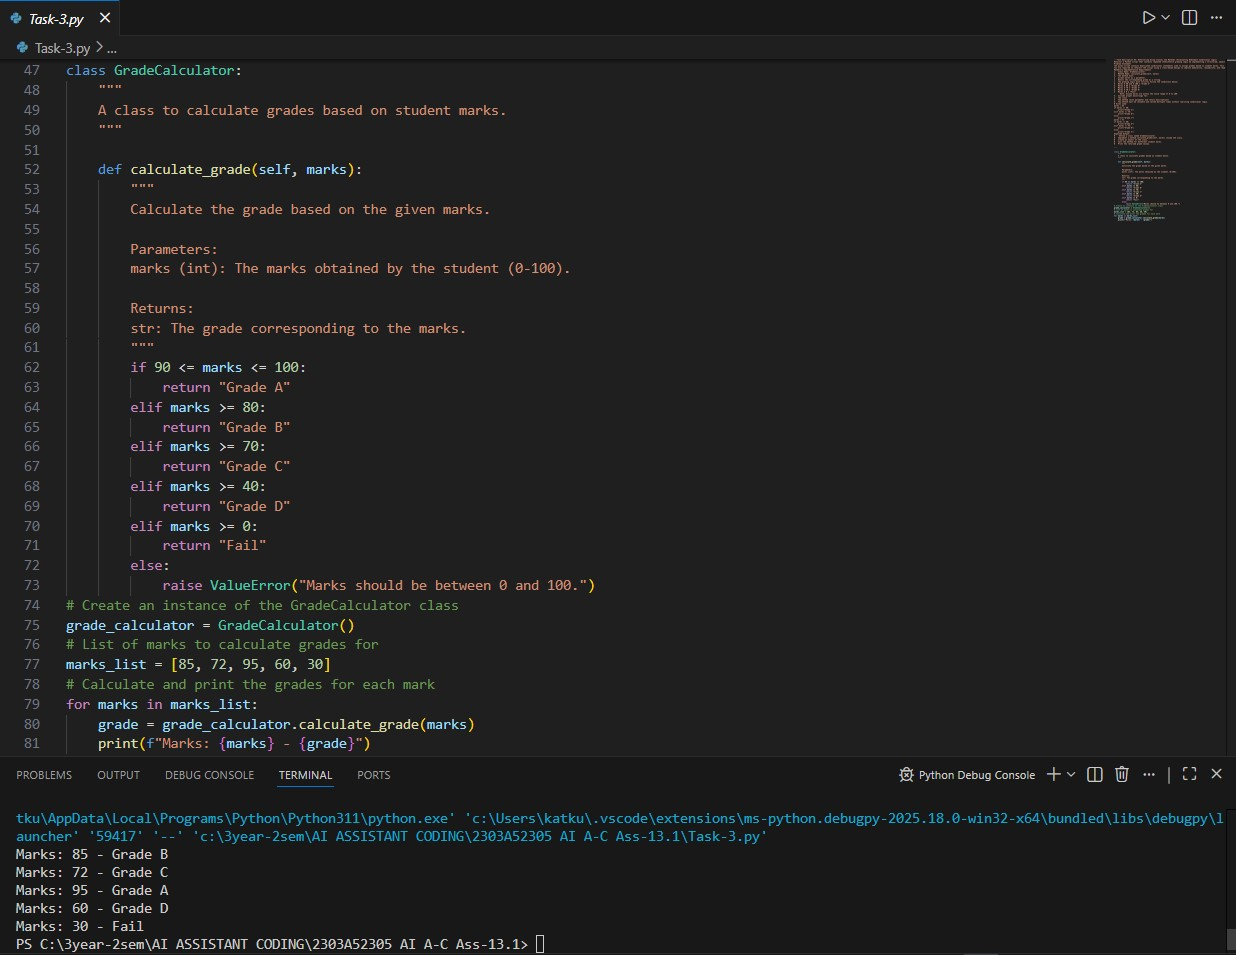 Task-3.py
Task-3.py > ...
47 class GradeCalculator:
48     """
49     A class to calculate grades based on student marks.
50     """
51
52     def calculate_grade(self, marks):
53         """
54         Calculate the grade based on the given marks.
55
56         Parameters:
57         marks (int): The marks obtained by the student (0-100).
58
59         Returns:
60         str: The grade corresponding to the marks.
61         """
62         if 90 <= marks <= 100:
63             return "Grade A"
64         elif marks >= 80:
65             return "Grade B"
66         elif marks >= 70:
67             return "Grade C"
68         elif marks >= 40:
69             return "Grade D"
70         elif marks >= 0:
71             return "Fail"
72         else:
73             raise ValueError("Marks should be between 0 and 100.")
74 # Create an instance of the GradeCalculator class
75 grade_calculator = GradeCalculator()
76 # List of marks to calculate grades for
77 marks_list = [85, 72, 95, 60, 30]
78 # Calculate and print the grades for each mark
79 for marks in marks_list:
80     grade = grade_calculator.calculate_grade(marks)
81     print(f"Marks: {marks} - {grade}")
PROBLEMS OUTPUT DEBUG CONSOLE TERMINAL PORTS Python Debug Console
tku\AppData\Local\Programs\Python\Python311\python.exe' 'c:\Users\katku\.vscode\extensions\ms-python.debugpy-2025.18.0-win32-x64\bundled\libs\debugpy\l
auncher' '59417' '--' 'c:\3year-2sem\AI ASSISTANT CODING\2303A52305 AI A-C Ass-13.1\Task-3.py'
Marks: 85 - Grade B
Marks: 72 - Grade C
Marks: 95 - Grade A
Marks: 60 - Grade D
Marks: 30 - Fail
PS C:\3year-2sem\AI ASSISTANT CODING\2303A52305 AI A-C Ass-13.1>